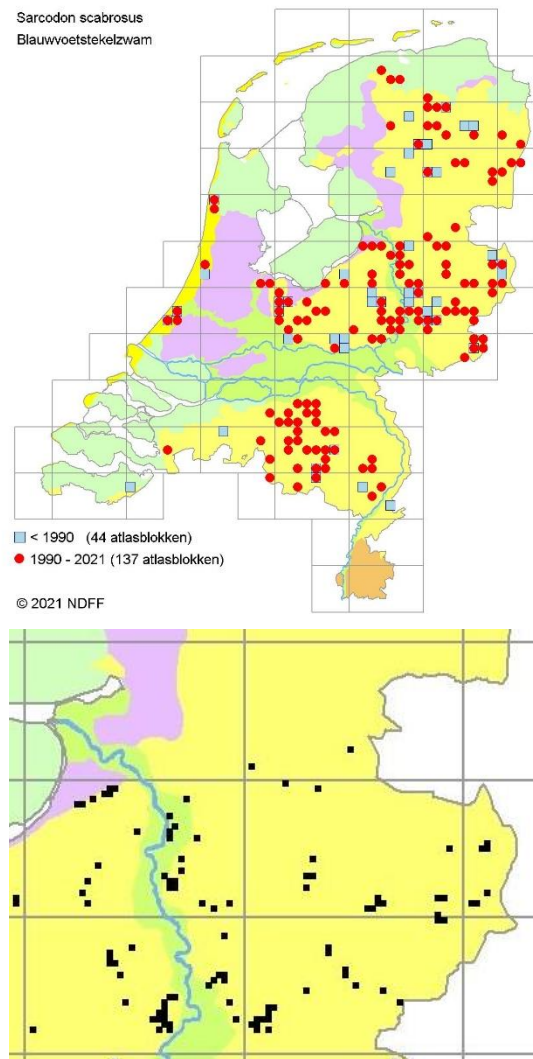 Sarcodon scabrosus
Blauwvoetstekelzwam
< 1990 (44 atlasblokken)
1990 - 2021 (137 atlasblokken)
© 2021 NDFF